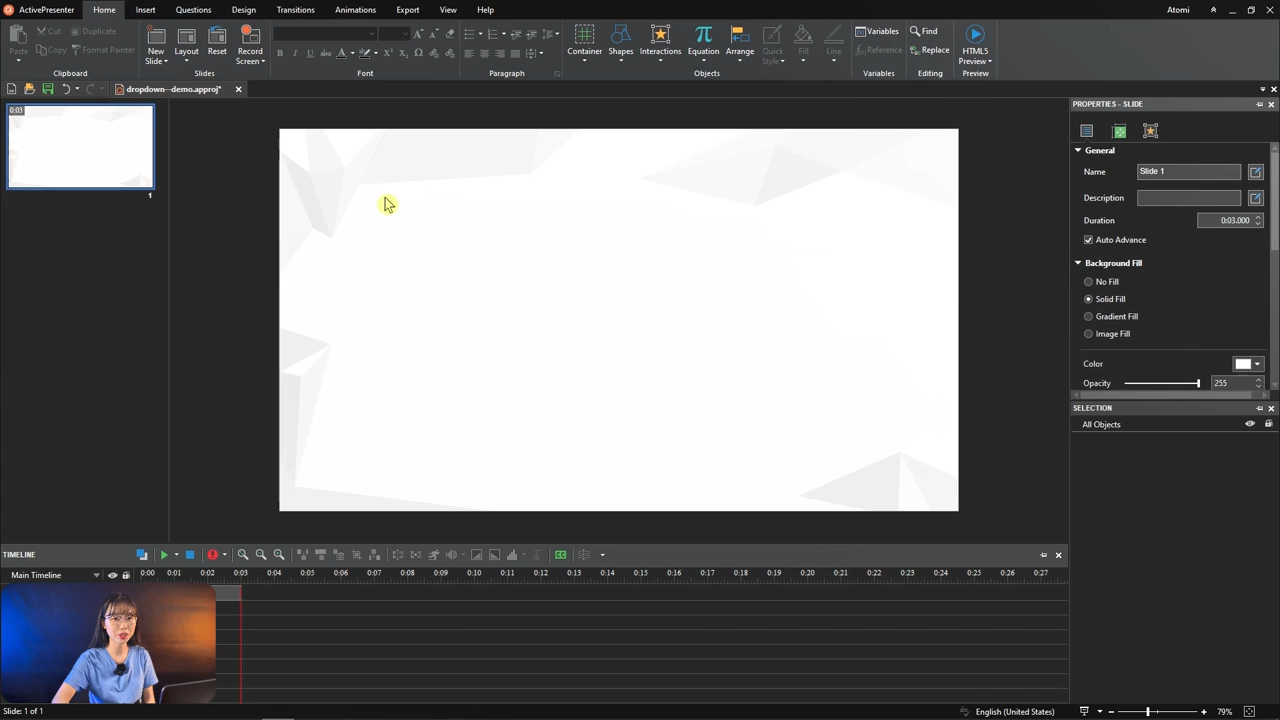 ActivePresenter Home Insert Questions Design Transitions Animations Export View Help Atomi
Paste Cut Copy Duplicate Format Painter Clipboard
New Slide Layout Reset Record Screen Slides
Font
Paragraph
Container Shapes Interactions Equation Arrange Quick Style Fill Line Objects
Variables Reference Variables
Find Replace Editing
HTML5 Preview Preview
dropdown--demo.approj*
0:03
1
PROPERTIES - SLIDE
General
Name Slide 1
Description
Duration 0:03.000
Auto Advance
Background Fill
No Fill
Solid Fill
Gradient Fill
Image Fill
Color
Opacity 255
SELECTION
All Objects
TIMELINE
CC
Main Timeline 0:00 0:01 0:02 0:03 0:04 0:05 0:06 0:07 0:08 0:09 0:10 0:11 0:12 0:13 0:14 0:15 0:16 0:17 0:18 0:19 0:20 0:21 0:22 0:23 0:24 0:25 0:26 0:27
Slide: 1 of 1 English (United States) 79%